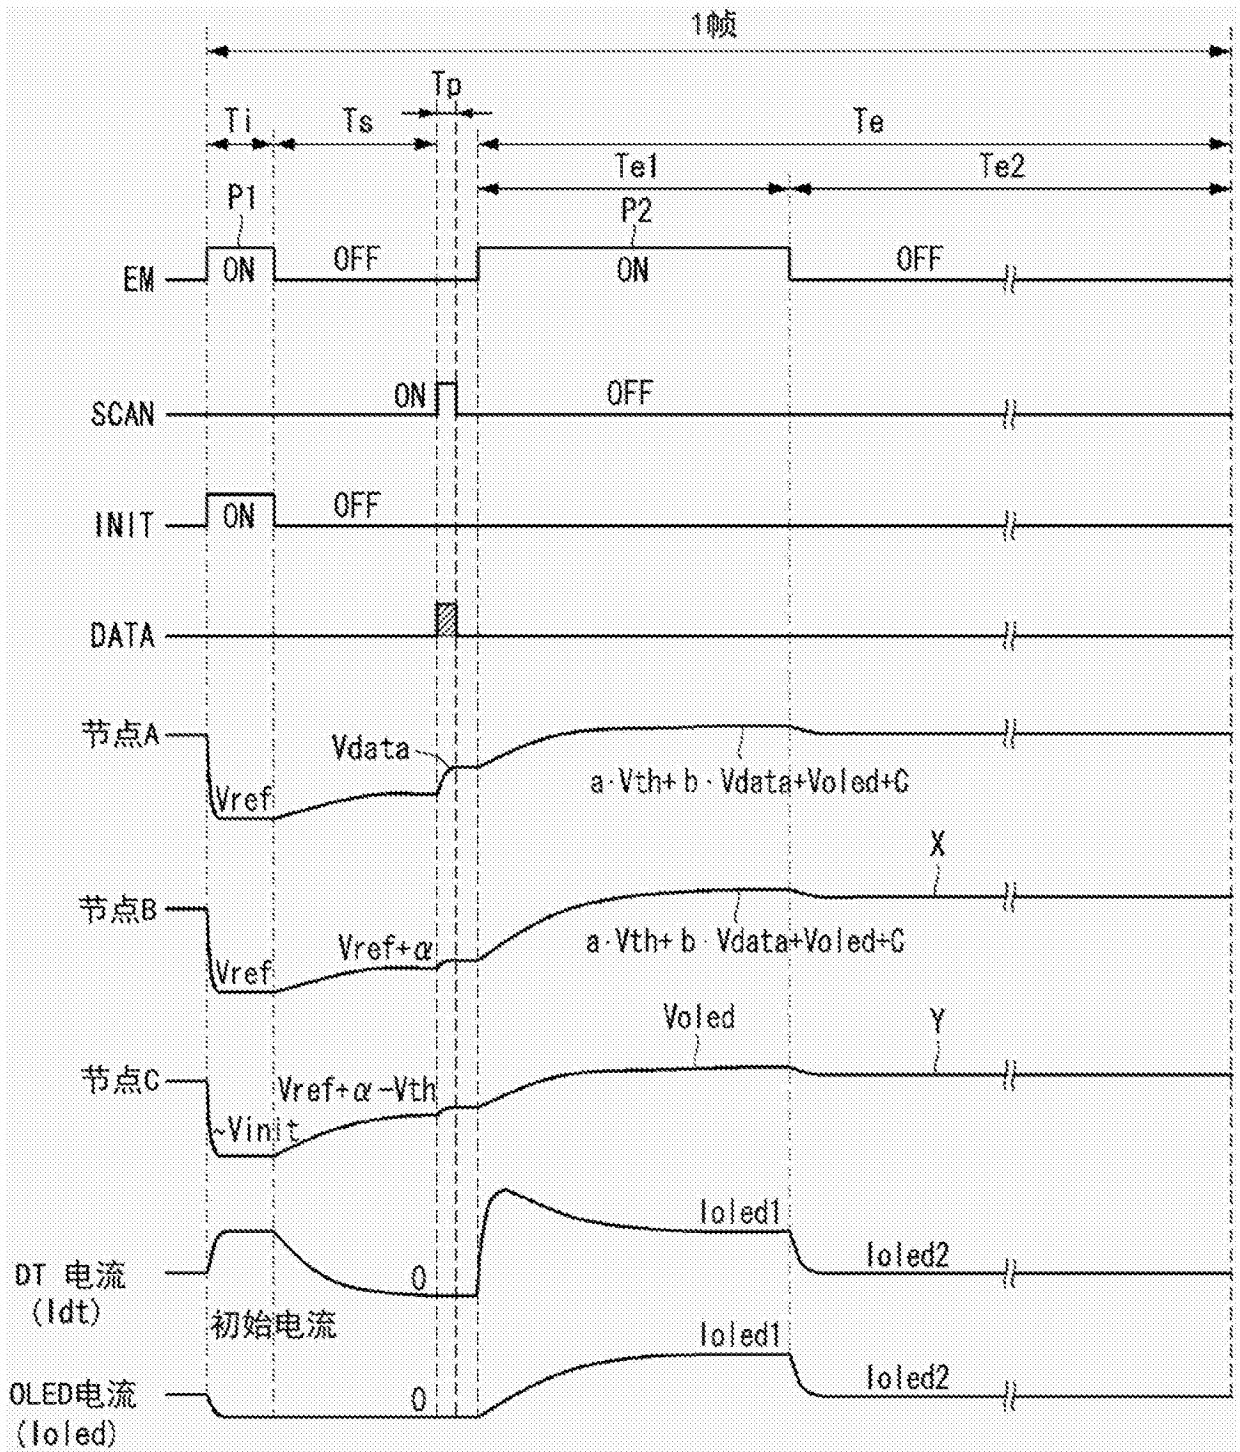 1帧
Tp
Ti
Ts
Te
Te1
Te2
P1
P2
EM
ON
OFF
ON
OFF
SCAN
ON
OFF
INIT
ON
OFF
DATA
节点A
Vref
Vdata
a·Vth+b·Vdata+Voled+C
X
节点B
Vref
Vref+α
a·Vth+b·Vdata+Voled+C
Voled
Y
节点C
~Vinit
Vref+α-Vth
DT 电流
(Idt)
0
Ioled1
Ioled2
初始电流
OLED电流
(Ioled)
0
Ioled1
Ioled2